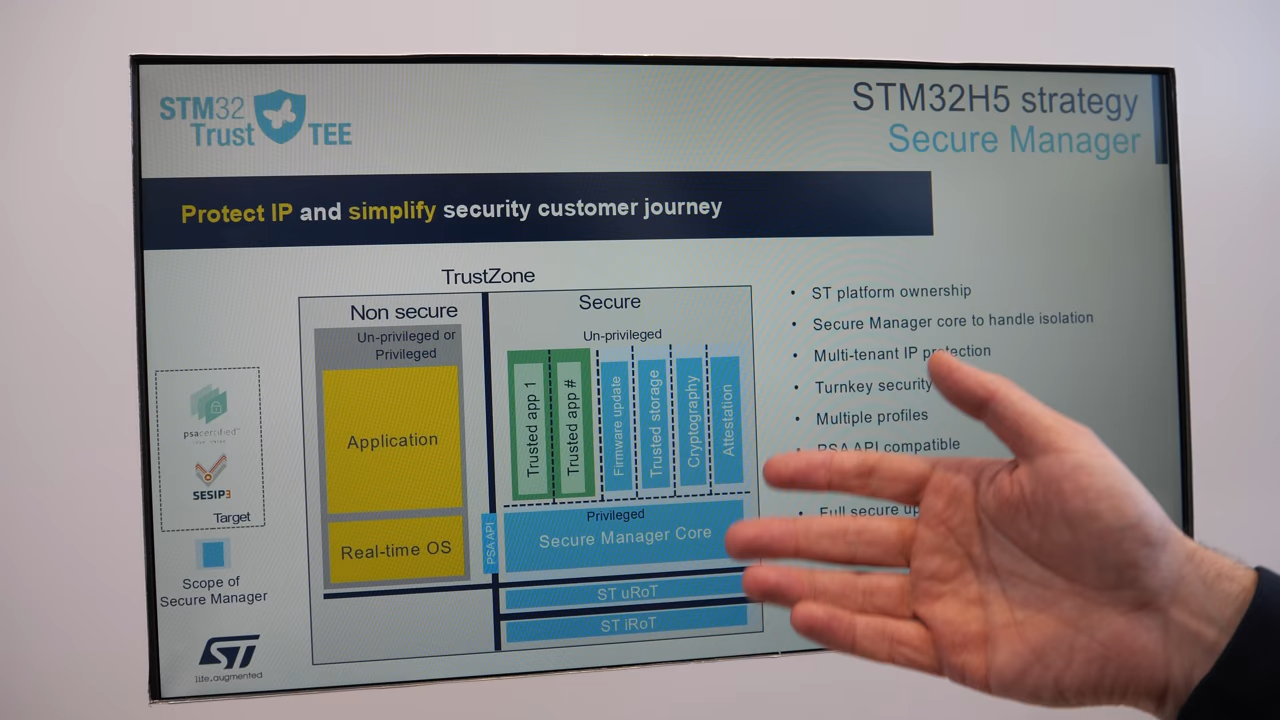 STM32
Trust TEE
STM32H5 strategy
Secure Manager
Protect IP and simplify security customer journey
TrustZone
Non secure
Un-privileged or
Privileged
Application
Real-time OS
PSA API
Secure
Un-privileged
Trusted app 1
Trusted app #
Firmware update
Trusted storage
Cryptography
Attestation
Privileged
Secure Manager Core
ST uRoT
ST iRoT
• ST platform ownership
• Secure Manager core to handle isolation
• Multi-tenant IP protection
• Turnkey security
• Multiple profiles
• PSA API compatible
• Full secure
psacertified™
SESIP3
Target
Scope of
Secure Manager
ST
life.augmented